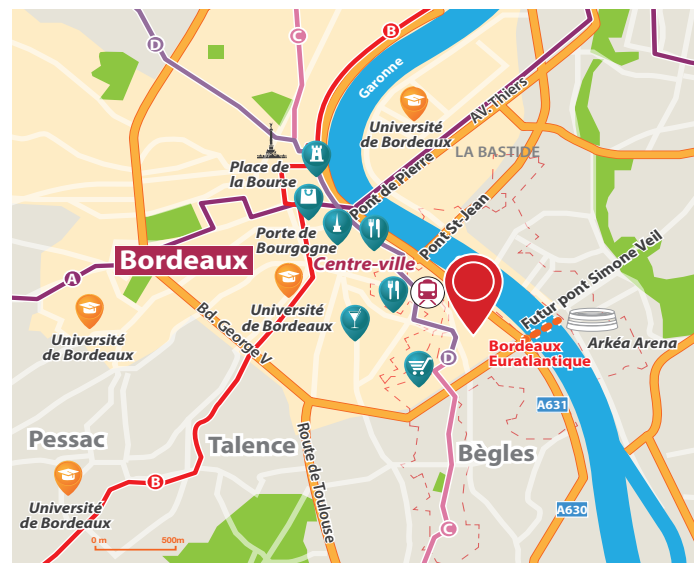 D
C
B
Garonne
Université
de Bordeaux
AV. Thiers
LA BASTIDE
Place de
la Bourse
Pont de Pierre
Pont St-Jean
Porte de
Bourgogne
Centre-ville
Bordeaux
A
Université
de Bordeaux
Université
de Bordeaux
Bd. George V
Futur pont Simone Veil
Arkéa Arena
Bordeaux
Euratlantique
D
A631
Pessac
Talence
Bègles
Route de Toulouse
Université
de Bordeaux
B
C
A630
0 m
500m